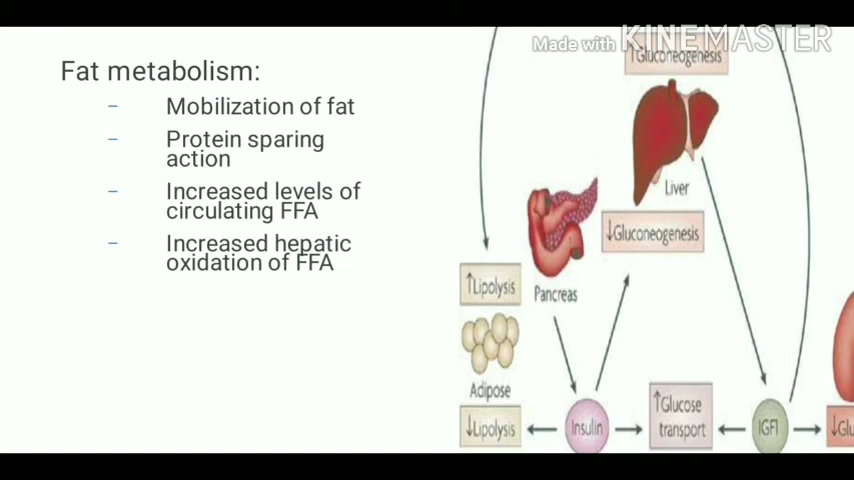 Made with KINEMASTER
Fat metabolism:
– Mobilization of fat
– Protein sparing
action
– Increased levels of
circulating FFA
– Increased hepatic
oxidation of FFA
↑Gluconeogenesis
Liver
↓Gluconeogenesis
Pancreas
↑Lipolysis
Adipose
↓Lipolysis
Insulin
↑Glucose
transport
IGF1